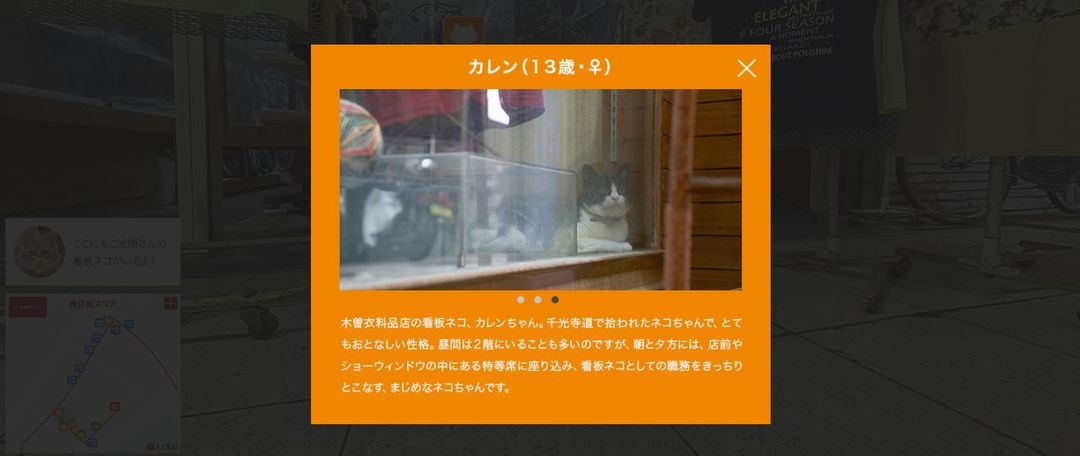 ELEGANT
F FOUR SEASON
A MOMENT
BOUT POLISHING
カレン(13歳・♀)
木曽衣料品店の看板ネコ、カレンちゃん。千光寺道で拾われたネコちゃんで、とて
もおとなしい性格。昼間は2階にいることも多いのですが、朝と夕方には、店前や
ショーウィンドウの中にある特等席に座り込み、看板ネコとしての職務をきっちり
とこなす、まじめなネコちゃんです。
ここにもご近所さんの
看板ネコがいるよ!
商店街エリア